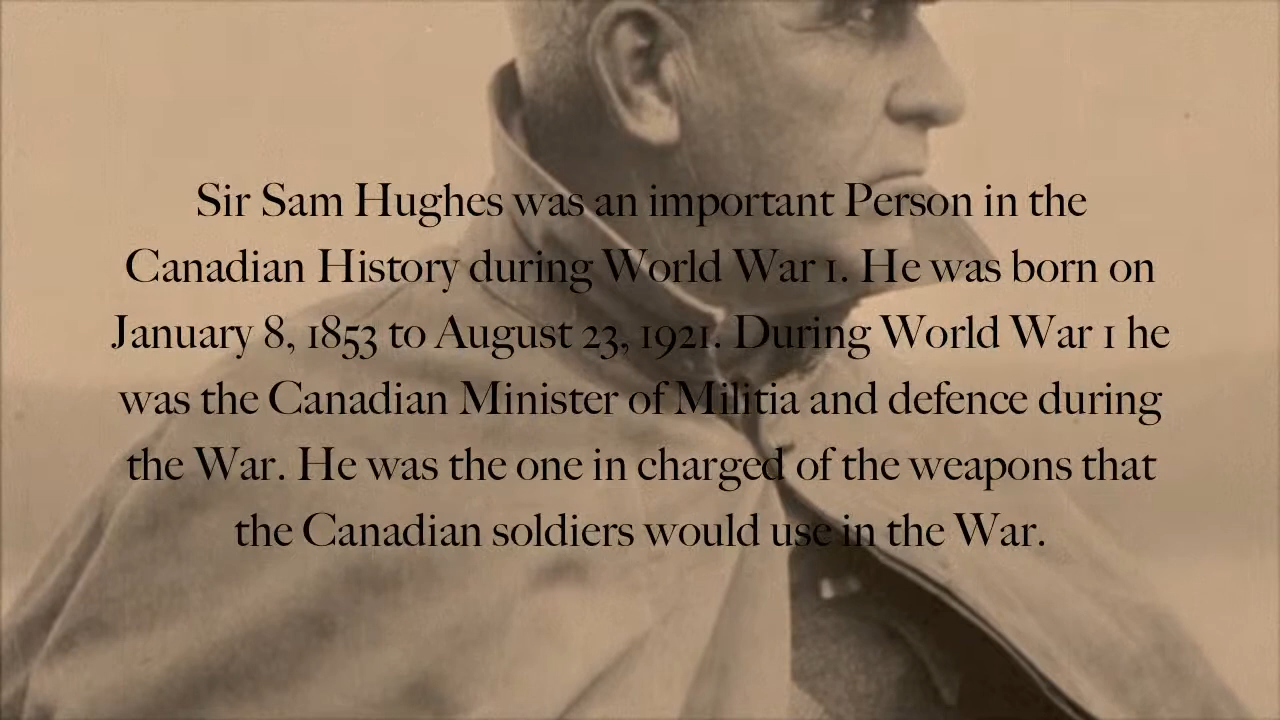 Sir Sam Hughes was an important Person in the
Canadian History during World War 1. He was born on
January 8, 1853 to August 23, 1921. During World War 1 he
was the Canadian Minister of Militia and defence during
the War. He was the one in charged of the weapons that
the Canadian soldiers would use in the War.